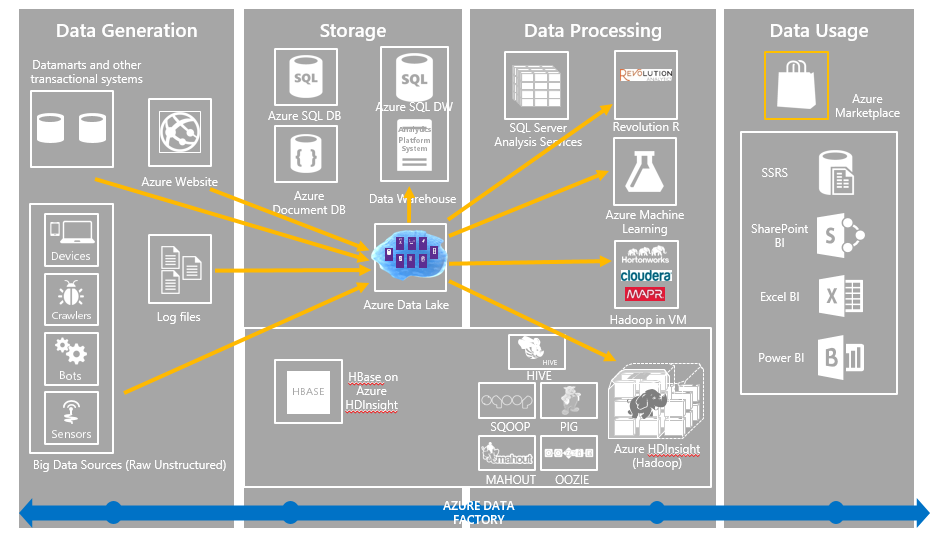 Data Generation
Datamarts and other
transactional systems
Azure Website
Devices
Crawlers
Bots
Sensors
Log files
Big Data Sources (Raw Unstructured)
Storage
SQL
Azure SQL DB
SQL
Azure SQL DW
{ }
Azure
Document DB
Analytics
Platform
System
Data Warehouse
Azure Data Lake
HBASE
HBase on
Azure
HDInsight
Data Processing
SQL Server
Analysis Services
REVOLUTION
ANALYTICS
Revolution R
Azure Machine
Learning
Hortonworks
cloudera
MAPR
Hadoop in VM
HIVE
HIVE
sqoop
SQOOP
PIG
mahout
MAHOUT
OOZIE
OOZIE
Azure HDInsight
(Hadoop)
Data Usage
Azure
Marketplace
SSRS
SharePoint
BI
S
Excel BI
X
Power BI
B
AZURE DATA
FACTORY